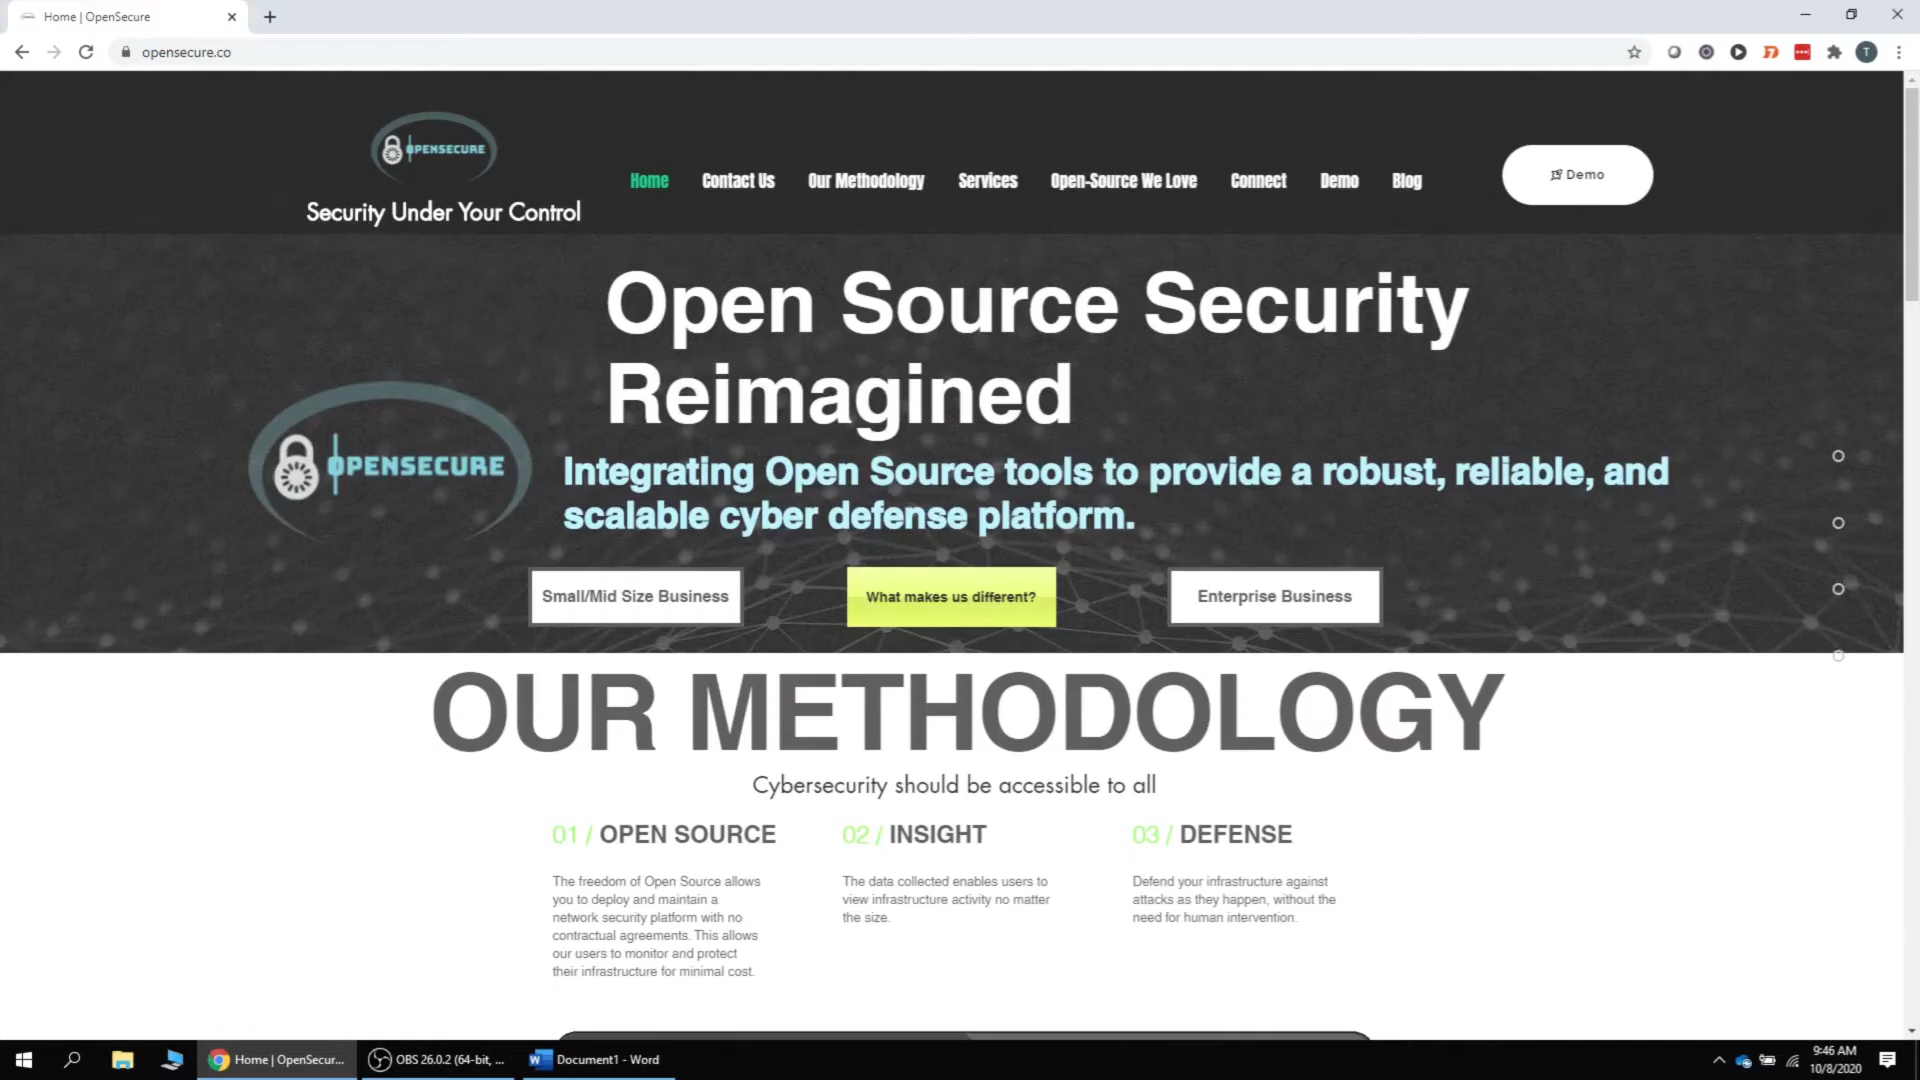 Home | OpenSecure
opensecure.co
T
OPENSECURE
Security Under Your Control
Home
Contact Us
Our Methodology
Services
Open-Source We Love
Connect
Demo
Blog
Demo
Open Source Security
Reimagined
OPENSECURE
Integrating Open Source tools to provide a robust, reliable, and
scalable cyber defense platform.
Small/Mid Size Business
What makes us different?
Enterprise Business
OUR METHODOLOGY
Cybersecurity should be accessible to all
01 / OPEN SOURCE
The freedom of Open Source allows
you to deploy and maintain a
network security platform with no
contractual agreements. This allows
our users to monitor and protect
their infrastructure for minimal cost.
02 / INSIGHT
The data collected enables users to
view infrastructure activity no matter
the size.
03 / DEFENSE
Defend your infrastructure against
attacks as they happen, without the
need for human intervention.
Home | OpenSecur...
OBS 26.0.2 (64-bit, ...
Document1 - Word
9:46 AM
10/8/2020